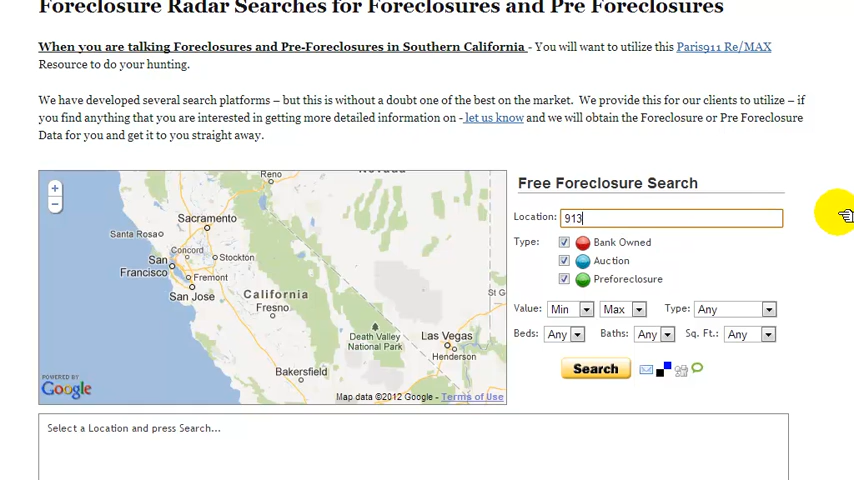 Foreclosure Radar Searches for Foreclosures and Pre Foreclosures
When you are talking Foreclosures and Pre-Foreclosures in Southern California - You will want to utilize this Paris911 Re/MAX
Resource to do your hunting.
We have developed several search platforms – but this is without a doubt one of the best on the market. We provide this for our clients to utilize – if
you find anything that you are interested in getting more detailed information on - let us know and we will obtain the Foreclosure or Pre Foreclosure
Data for you and get it to you straight away.
Nevada
Reno
Sacramento
Santa Rosa
Concord
Stockton
San Francisco
Fremont
San Jose
California
Fresno
St G
Death Valley
National Park
Las Vegas
Henderson
Bakersfield
POWERED BY
Google
Map data ©2012 Google - Terms of Use
Free Foreclosure Search
Location: 913
Type: Bank Owned
Auction
Preforeclosure
Value: Min Max Type: Any
Beds: Any Baths: Any Sq. Ft.: Any
Search
Select a Location and press Search...